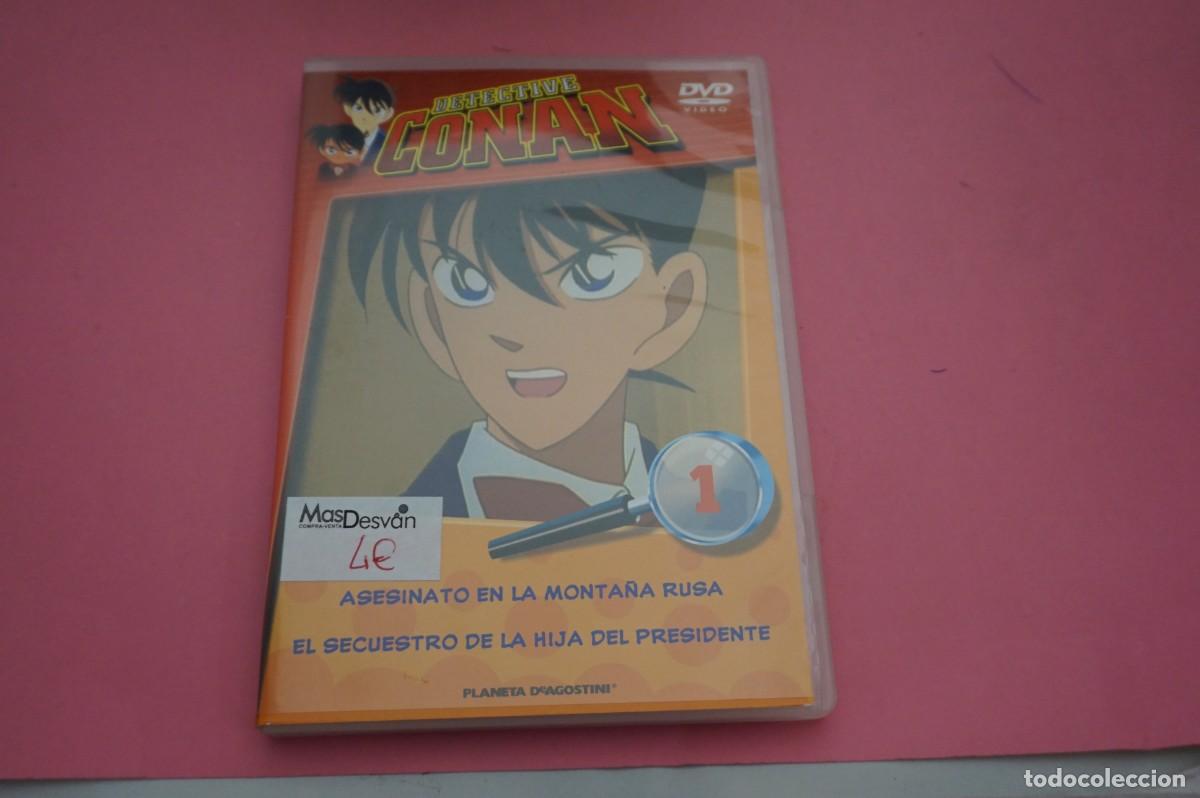 DETECTIVE
CONAN
DVD
VIDEO
1
MasDesván
COMPRA-VENTA
4€
ASESINATO EN LA MONTAÑA RUSA
EL SECUESTRO DE LA HIJA DEL PRESIDENTE
PLANETA DeAGOSTINI®
todocoleccion